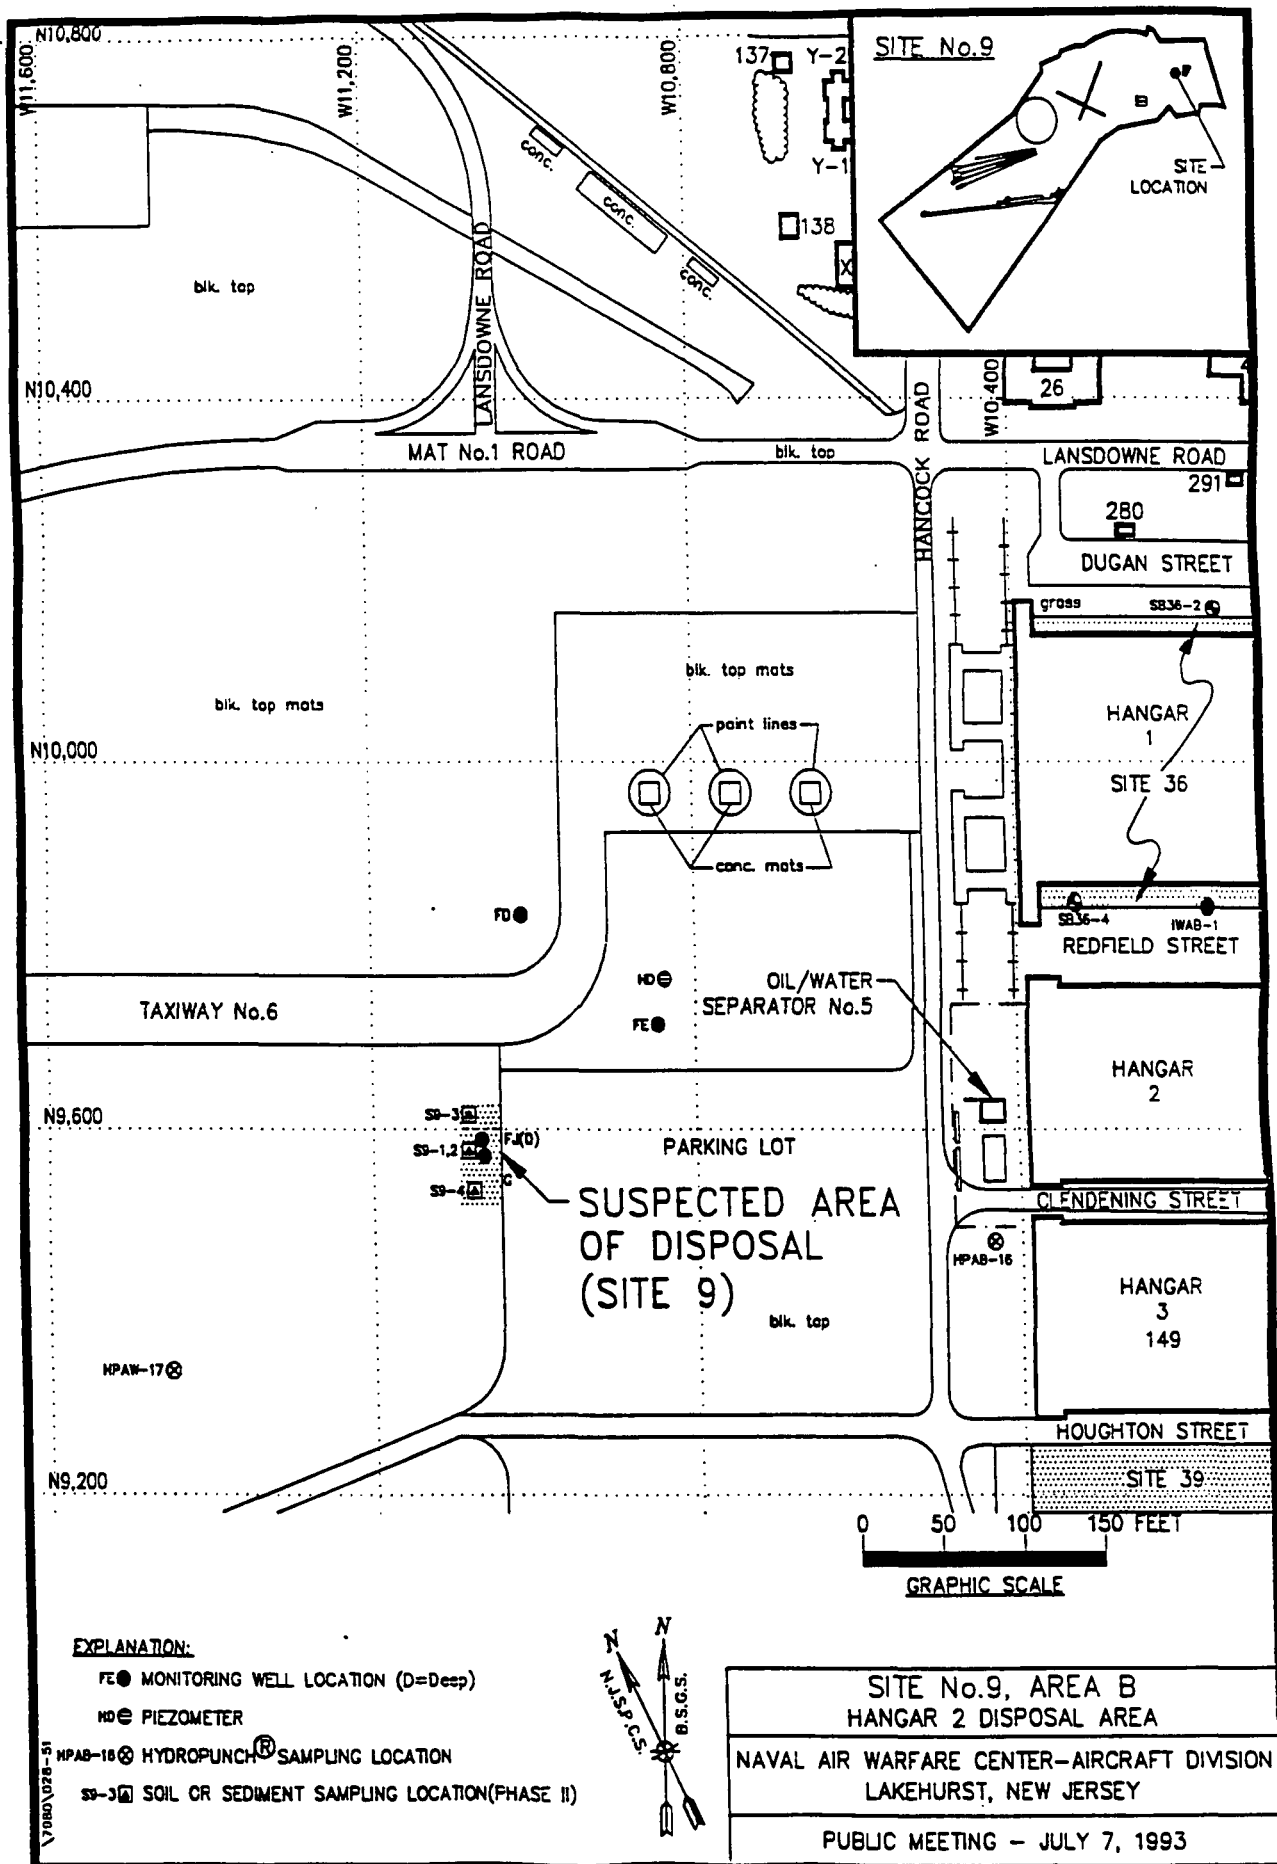 N10,800
W11,600
W11,200
W10,800
137
Y-2
Y-1
138
X
SITE No.9
SITE
LOCATION
conc.
conc.
conc.
blk. top
LANSDOWNE ROAD
N10,400
W10,400
26
MAT No.1 ROAD
blk. top
HANCOCK ROAD
LANSDOWNE ROAD
291
280
DUGAN STREET
grass
SB36-2
blk. top mats
blk. top mats
paint lines
HANGAR
1
N10,000
SITE 36
conc. mats
FD
SB36-4
IWAB-1
REDFIELD STREET
HD
OIL/WATER
SEPARATOR No.5
TAXIWAY No.6
FE
HANGAR
2
N9,600
S9-3
FJ(D)
S9-1,2
PARKING LOT
S9-4
G
SUSPECTED AREA
OF DISPOSAL
(SITE 9)
CLENDENING STREET
HPAB-16
HANGAR
3
149
blk. top
HPAW-17
HOUGHTON STREET
N9,200
SITE 39
0 50 100 150 FEET
GRAPHIC SCALE
EXPLANATION:
FE MONITORING WELL LOCATION (D=Deep)
HD PIEZOMETER
HPAB-16 HYDROPUNCH® SAMPLING LOCATION
S9-3 SOIL OR SEDIMENT SAMPLING LOCATION(PHASE II)
N
N
N.J.S.P.C.S.
B.S.G.S.
\7080\028-51
SITE No.9, AREA B
HANGAR 2 DISPOSAL AREA
NAVAL AIR WARFARE CENTER-AIRCRAFT DIVISION
LAKEHURST, NEW JERSEY
PUBLIC MEETING - JULY 7, 1993